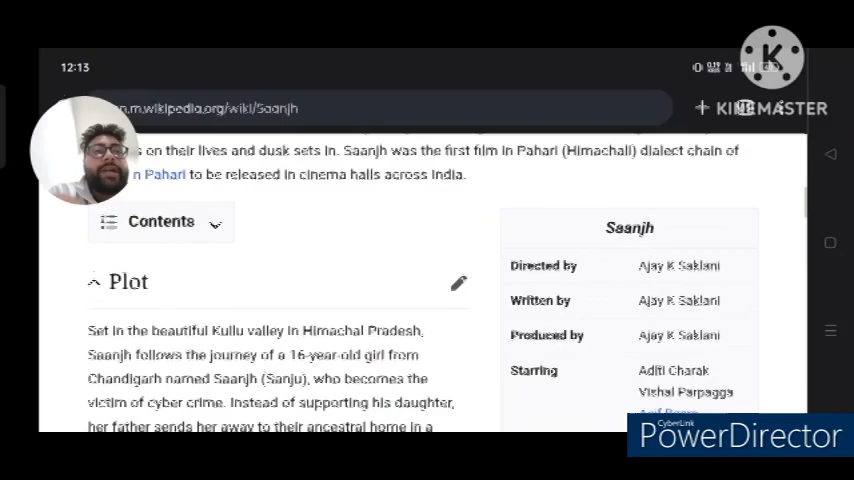 12:13
KINEMASTER
n.m.wikipedia.org/wiki/Saanjh
s on their lives and dusk sets in. Saanjh was the first film in Pahari (Himachali) dialect chain of
n Pahari to be released in cinema halls across India.
Contents
Plot
Set in the beautiful Kullu valley in Himachal Pradesh,
Saanjh follows the journey of a 16-year-old girl from
Chandigarh named Saanjh (Sanju), who becomes the
victim of cyber crime. Instead of supporting his daughter,
her father sends her away to their ancestral home in a
Saanjh
Directed by Ajay K Saklani
Written by Ajay K Saklani
Produced by Ajay K Saklani
Starring Aditi Charak
Vishal Parpagga
CyberLink
PowerDirector